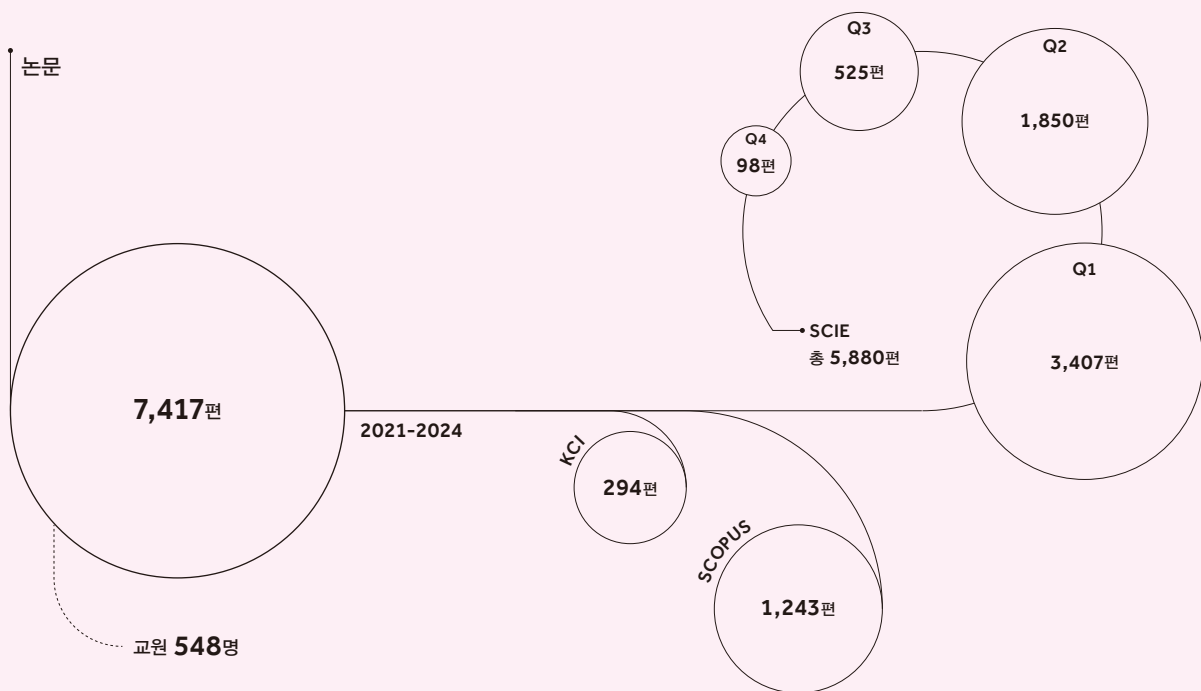 논문
7,417편
2021-2024
교원 548명
KCI
294편
SCOPUS
1,243편
Q1
3,407편
Q2
1,850편
Q3
525편
Q4
98편
SCIE
총 5,880편